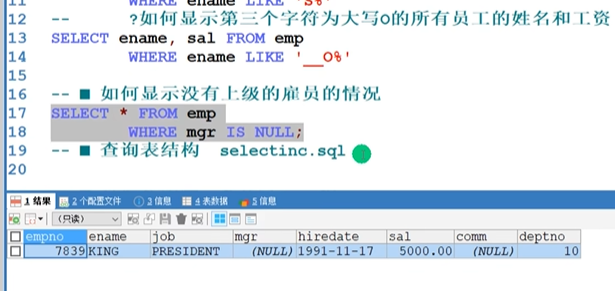 11 WHERE ename LIKE 'S%'
12 -- ?如何显示第三个字符为大写O的所有员工的姓名和工资
13 SELECT ename, sal FROM emp
14 WHERE ename LIKE '__O%'
15
16 -- ■ 如何显示没有上级的雇员的情况
17 SELECT * FROM emp
18 WHERE mgr IS NULL;
19 -- ■ 查询表结构 selectinc.sql
20
1 结果 2 个配置文件 3 信息 4 表数据 5 信息
(只读)
empno ename job mgr hiredate sal comm deptno
7839 KING PRESIDENT (NULL) 1991-11-17 5000.00 (NULL) 10